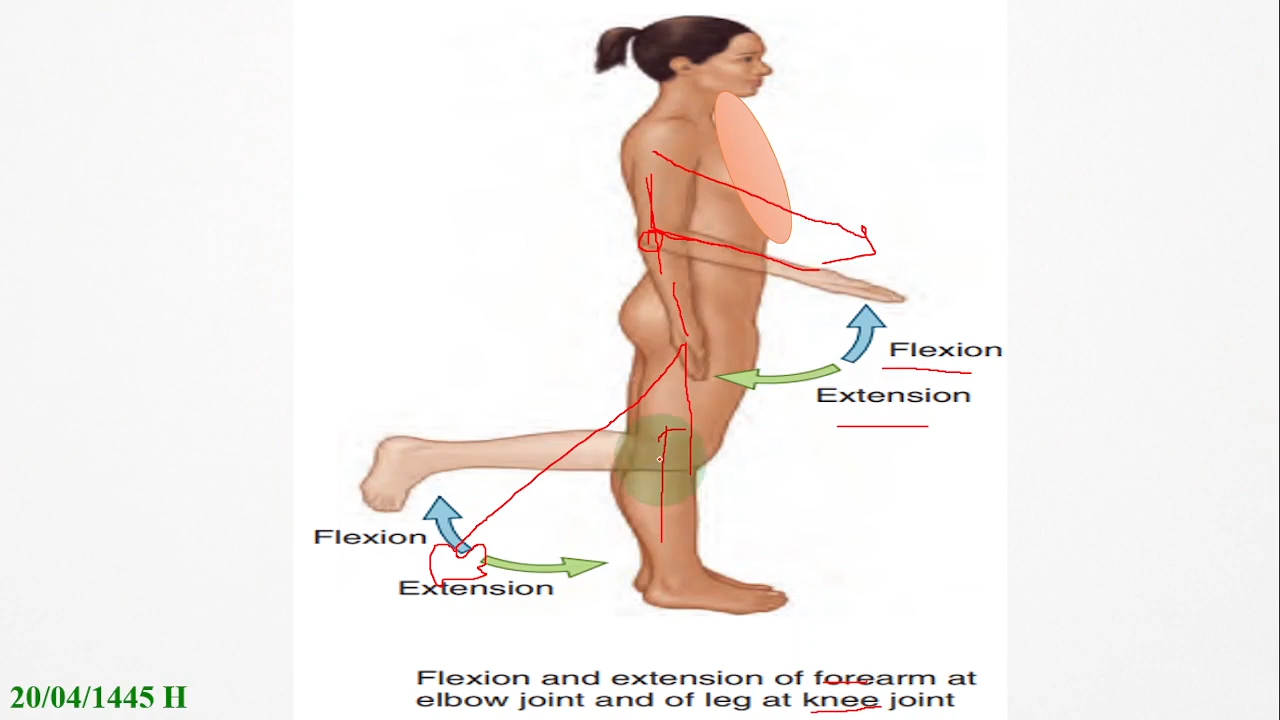 Flexion
Extension
Flexion
Extension
Flexion and extension of forearm at
elbow joint and of leg at knee joint
20/04/1445 H